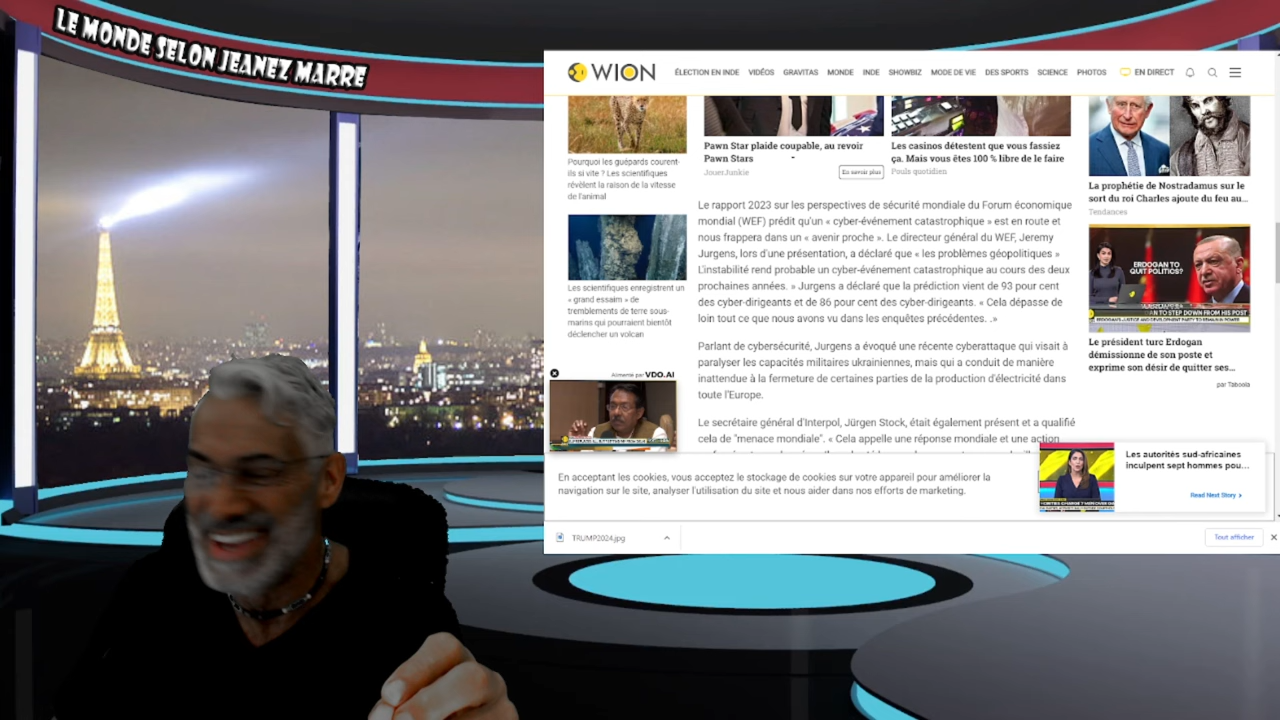 LE MONDE SELON JEANEZ MARRE
WION
ÉLECTION EN INDE VIDÉOS GRAVITAS MONDE INDE SHOWBIZ MODE DE VIE DES SPORTS SCIENCE PHOTOS EN DIRECT
Pourquoi les guépards courent-
ils si vite ? Les scientifiques
révèlent la raison de la vitesse
de l'animal
Les scientifiques enregistrent un
« grand essaim » de
tremblements de terre sous-
marins qui pourraient bientôt
déclencher un volcan
Alimenté par VDO.AI
Pawn Star plaide coupable, au revoir
Pawn Stars
JouerJunkie
En savoir plus
Les casinos détestent que vous fassiez
ça. Mais vous êtes 100 % libre de le faire
Pouls quotidien
Le rapport 2023 sur les perspectives de sécurité mondiale du Forum économique
mondial (WEF) prédit qu'un « cyber-événement catastrophique » est en route et
nous frappera dans un « avenir proche ». Le directeur général du WEF, Jeremy
Jurgens, lors d'une présentation, a déclaré que « les problèmes géopolitiques »
L'instabilité rend probable un cyber-événement catastrophique au cours des deux
prochaines années. » Jurgens a déclaré que la prédiction vient de 93 pour cent
des cyber-dirigeants et de 86 pour cent des cyber-dirigeants. « Cela dépasse de
loin tout ce que nous avons vu dans les enquêtes précédentes. .»
Parlant de cybersécurité, Jurgens a évoqué une récente cyberattaque qui visait à
paralyser les capacités militaires ukrainiennes, mais qui a conduit de manière
inattendue à la fermeture de certaines parties de la production d'électricité dans
toute l'Europe.
Le secrétaire général d'Interpol, Jürgen Stock, était également présent et a qualifié
cela de "menace mondiale". « Cela appelle une réponse mondiale et une action
La prophétie de Nostradamus sur le
sort du roi Charles ajoute du feu au...
Tendances
ERDOGAN TO
QUIT POLITICS?
AN TO STEP DOWN FROM HIS POST
Le président turc Erdogan
démissionne de son poste et
exprime son désir de quitter ses...
par Taboola
Les autorités sud-africaines
inculpent sept hommes pou...
Read Next Story
En acceptant les cookies, vous acceptez le stockage de cookies sur votre appareil pour améliorer la
navigation sur le site, analyser l'utilisation du site et nous aider dans nos efforts de marketing.
TRUMP2024.jpg
Tout afficher